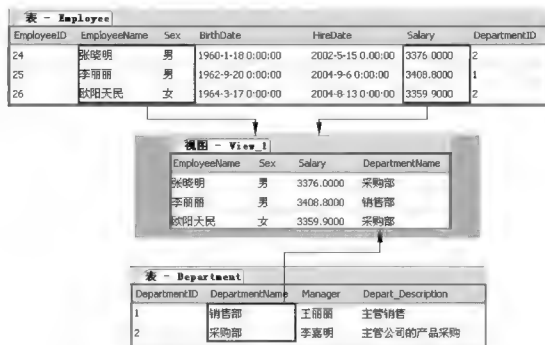 表 - Employee
EmployeeID EmployeeName Sex BirthDate HireDate Salary DepartmentID
24 张晓明 男 1960-1-18 0:00:00 2002-5-15 0:00:00 3376.0000 2
25 李丽丽 男 1962-9-20 0:00:00 2004-9-6 0:00:00 3408.8000 1
26 欧阳天民 女 1964-3-17 0:00:00 2004-8-13 0:00:00 3359.9000 2
视图 - View_1
EmployeeName Sex Salary DepartmentName
张晓明 男 3376.0000 采购部
李丽丽 男 3408.8000 销售部
欧阳天民 女 3359.9000 采购部
表 - Department
DepartmentID DepartmentName Manager Depart_Description
1 销售部 王丽丽 主管销售
2 采购部 李嘉明 主管公司的产品采购